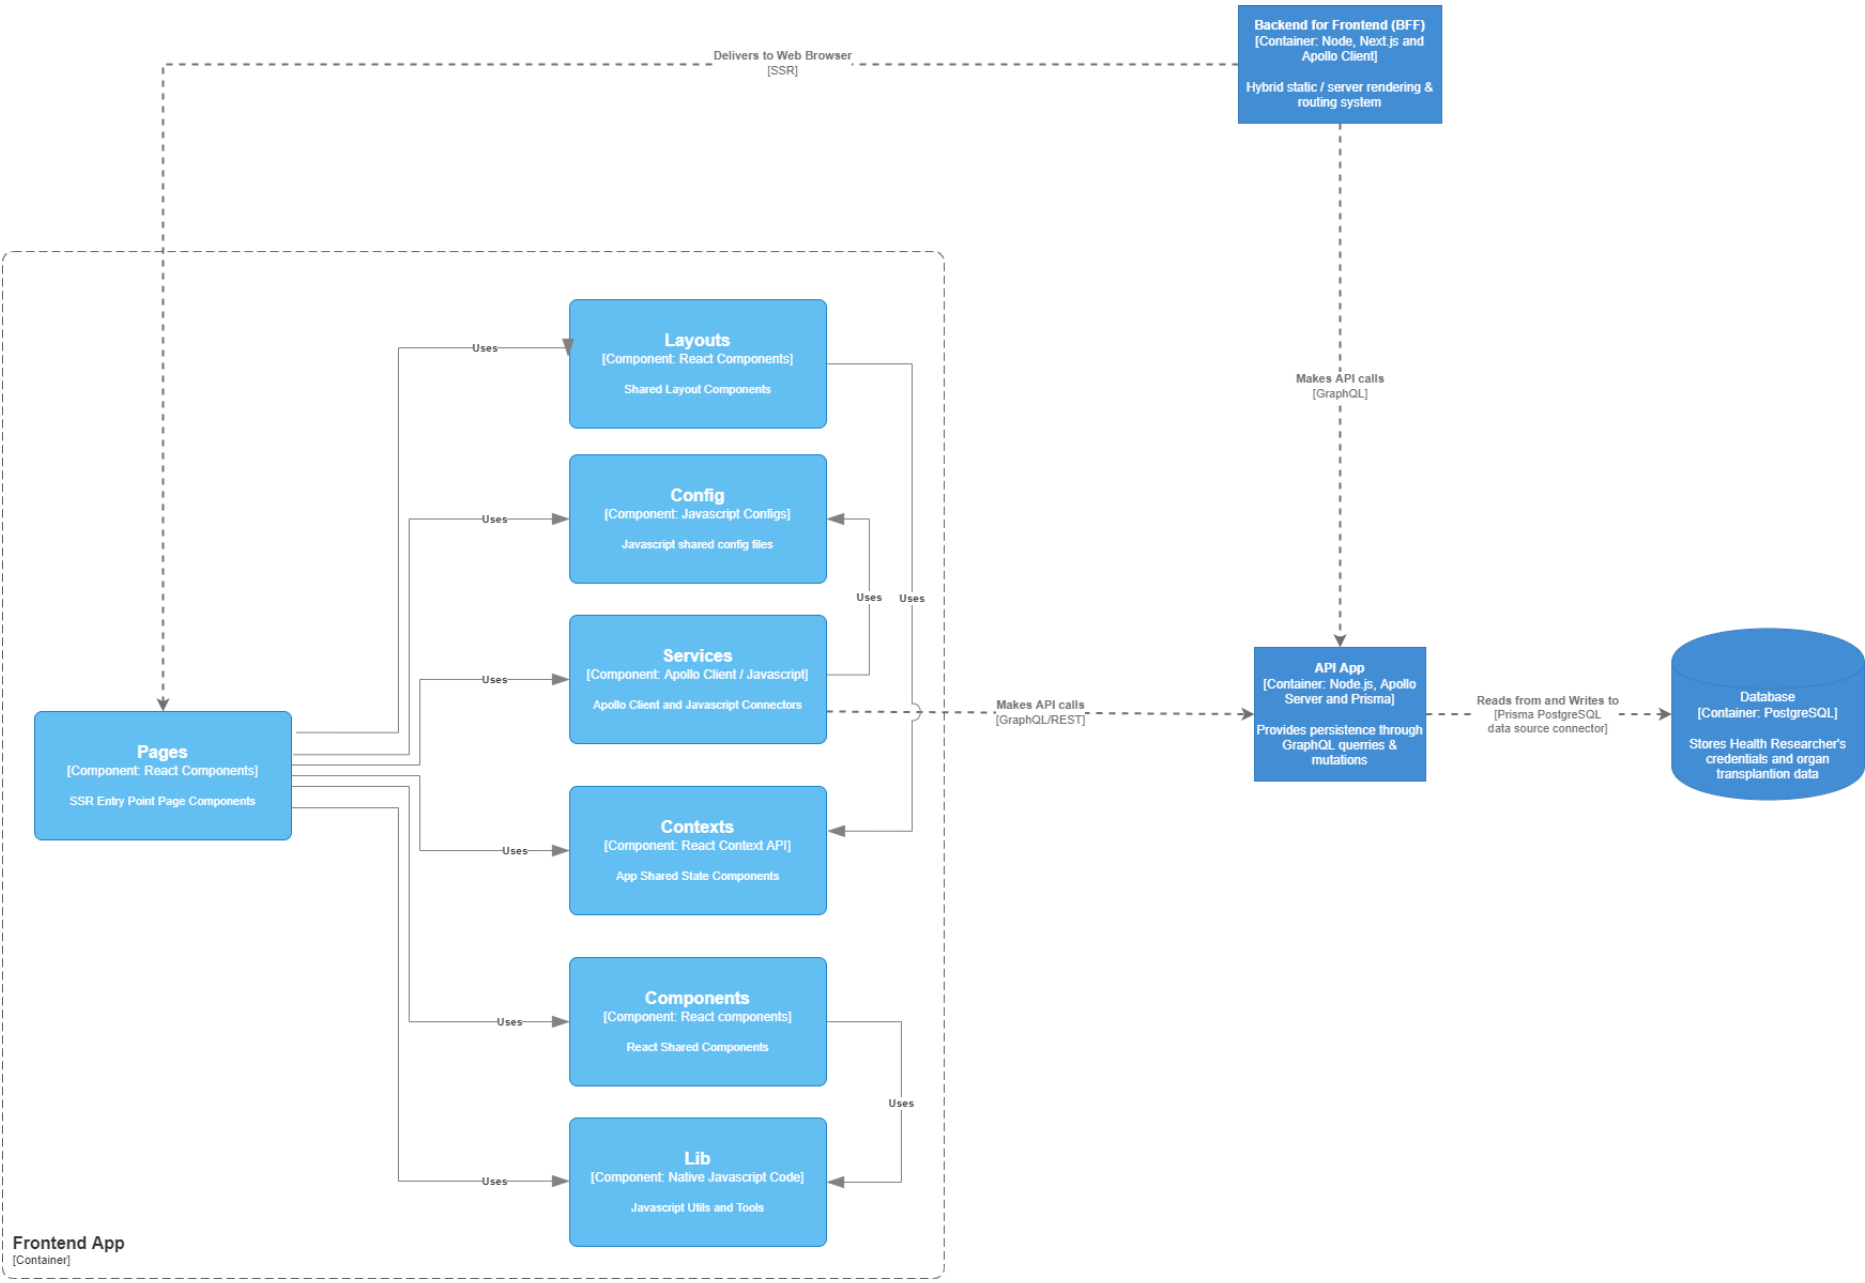 Backend for Frontend (BFF)
[Container: Node, Next.js and
Apollo Client]
Hybrid static / server rendering &
routing system
Delivers to Web Browser
[SSR]
Makes API calls
[GraphQL]
Layouts
[Component: React Components]
Shared Layout Components
Uses
Config
[Component: Javascript Configs]
Javascript shared config files
Uses
Uses
Uses
Services
[Component: Apollo Client / Javascript]
Apollo Client and Javascript Connectors
Uses
Makes API calls
[GraphQL/REST]
API App
[Container: Node.js, Apollo
Server and Prisma]
Provides persistence through
GraphQL querries &
mutations
Reads from and Writes to
[Prisma PostgreSQL
data source connector]
Database
[Container: PostgreSQL]
Stores Health Researcher's
credentials and organ
transplantion data
Pages
[Component: React Components]
SSR Entry Point Page Components
Contexts
[Component: React Context API]
App Shared State Components
Uses
Components
[Component: React components]
React Shared Components
Uses
Uses
Lib
[Component: Native Javascript Code]
Javascript Utils and Tools
Uses
Frontend App
[Container]